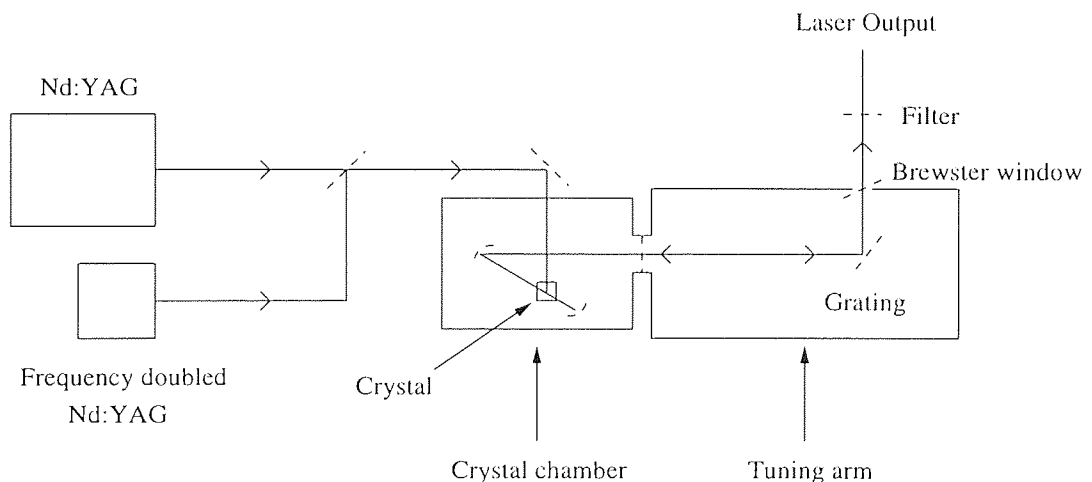 Laser Output
Nd:YAG
Filter
Brewster window
Grating
Frequency doubled
Nd:YAG
Crystal
Crystal chamber
Tuning arm